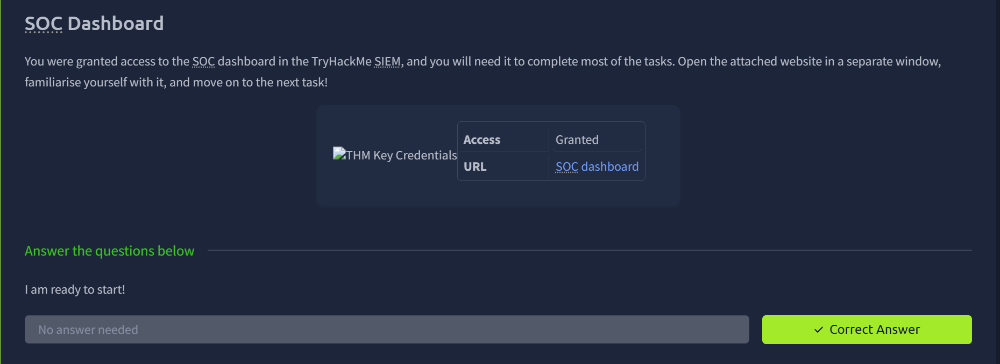 SOC Dashboard
You were granted access to the SOC dashboard in the TryHackMe SIEM, and you will need it to complete most of the tasks. Open the attached website in a separate window,
familiarise yourself with it, and move on to the next task!
THM Key Credentials
Access Granted
URL SOC dashboard
Answer the questions below
I am ready to start!
No answer needed
✓ Correct Answer